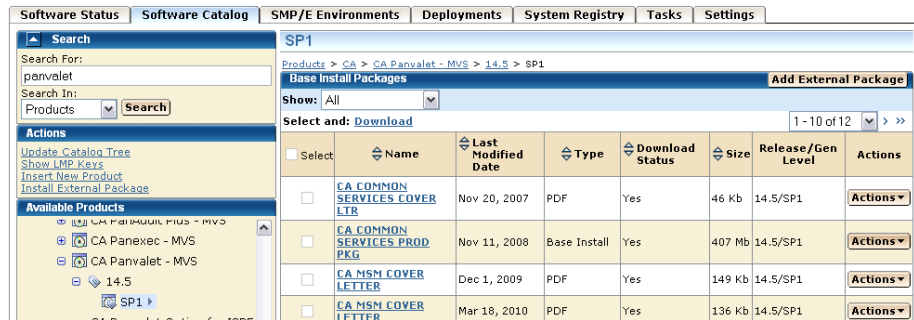 Software Status Software Catalog SMP/E Environments Deployments System Registry Tasks Settings
Search
Search For:
panvalet
Search In:
Products Search
Actions
Update Catalog Tree
Show LMP Keys
Insert New Product
Install External Package
Available Products
CA PanAudit Plus - MVS
CA Panexec - MVS
CA Panvalet - MVS
14.5
SP1
SP1
Products > CA > CA Panvalet - MVS > 14.5 > SP1
Base Install Packages Add External Package
Show: All
Select and: Download 1 - 10 of 12 > >>
Select Name Last Modified Date Type Download Status Size Release/Gen Level Actions
CA COMMON SERVICES COVER LTR Nov 20, 2007 PDF Yes 46 Kb 14.5/SP1 Actions
CA COMMON SERVICES PROD PKG Nov 11, 2008 Base Install Yes 407 Mb 14.5/SP1 Actions
CA MSM COVER LETTER Dec 1, 2009 PDF Yes 149 Kb 14.5/SP1 Actions
CA MSM COVER LETTER Mar 18, 2010 PDF Yes 136 Kb 14.5/SP1 Actions